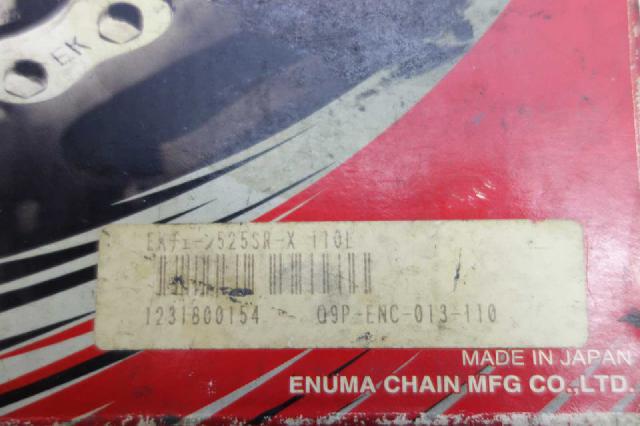 EK
EKチェーン525SR-X 110L
1231800154 Q9P-ENC-013-110
MADE IN JAPAN
ENUMA CHAIN MFG CO.,LTD.